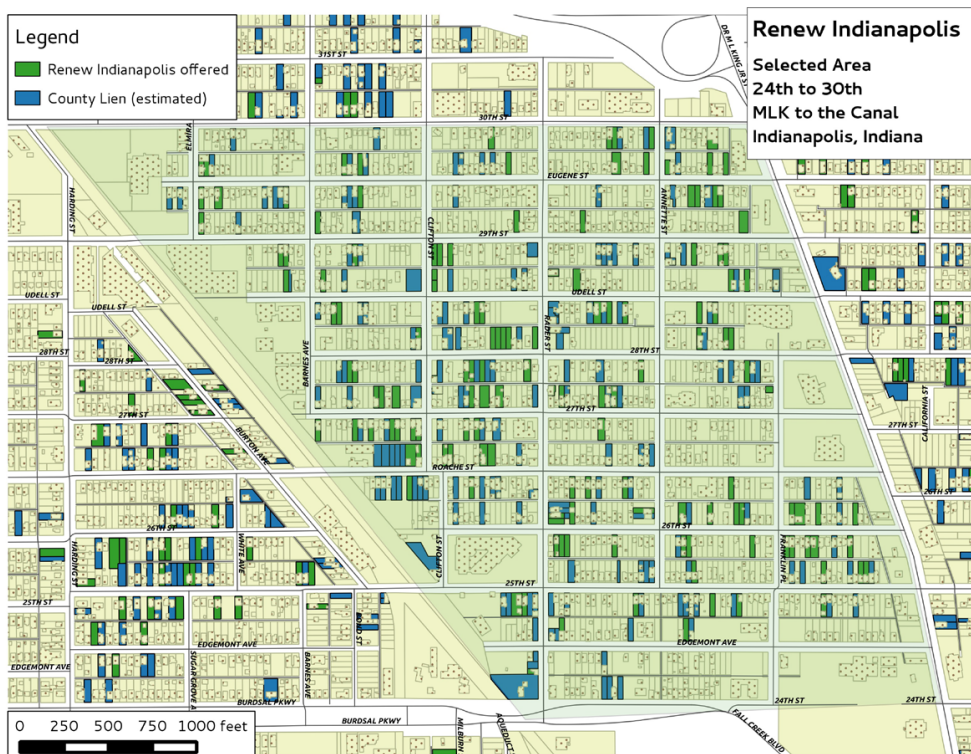 Legend
Renew Indianapolis offered
County Lien (estimated)
Renew Indianapolis
Selected Area
24th to 30th
MLK to the Canal
Indianapolis, Indiana
DR M L KING JR ST
31ST ST
30TH ST
ELMIRA
EUGENE ST
HARDING ST
ANNETTE ST
CLIFTON ST
29TH ST
UDELL ST
UDELL ST
UDELL ST
RADER ST
28TH ST
28TH ST
28TH ST
BARNES AVE
27TH ST
27TH ST
27TH ST
CALIFORNIA ST
BURTON AVE
ROACHE ST
26TH ST
26TH ST
26TH ST
HARDING ST
WHITE AVE
CLIFTON ST
FRANKLIN PL
25TH ST
25TH ST
ROND ST
EDGEMONT AVE
EDGEMONT AVE
EDGEMONT AVE
SUGAR GROVE A
BARNES AVE
BURDSAL PKWY
24TH ST
24TH ST
BURDSAL PKWY
MILBURN
AQUEDUCT
FALL CREEK BLVD
0 250 500 750 1000 feet